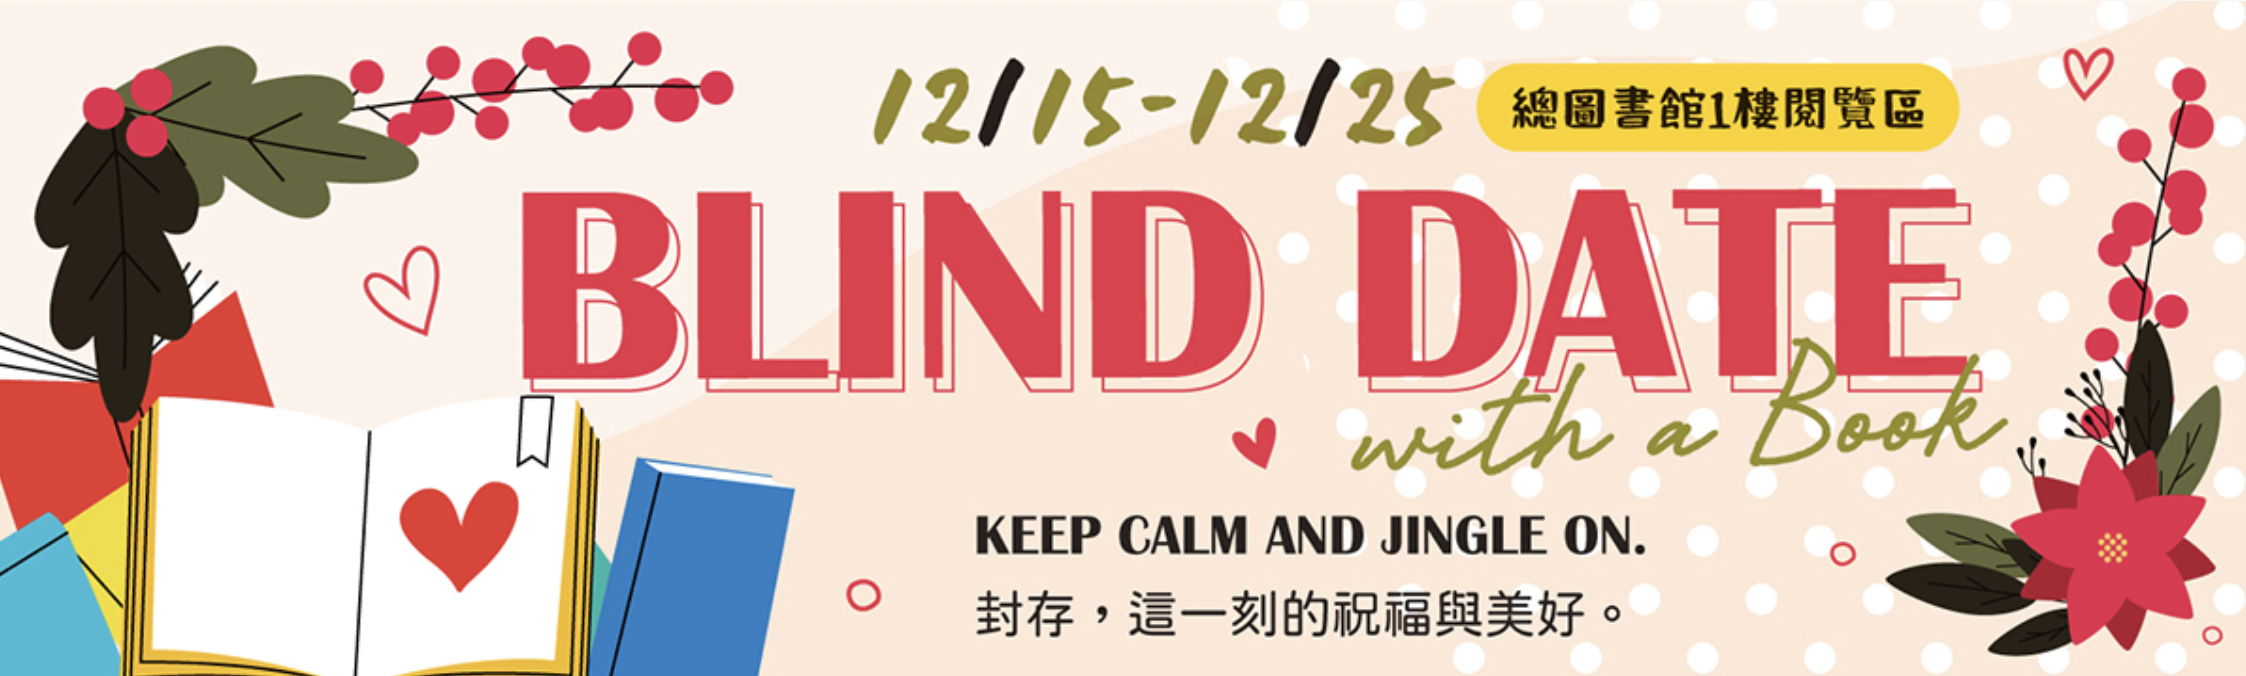 12/15-12/25 總圖書館1樓閱覽區
BLIND DATE
with a Book
KEEP CALM AND JINGLE ON.
封存，這一刻的祝福與美好。